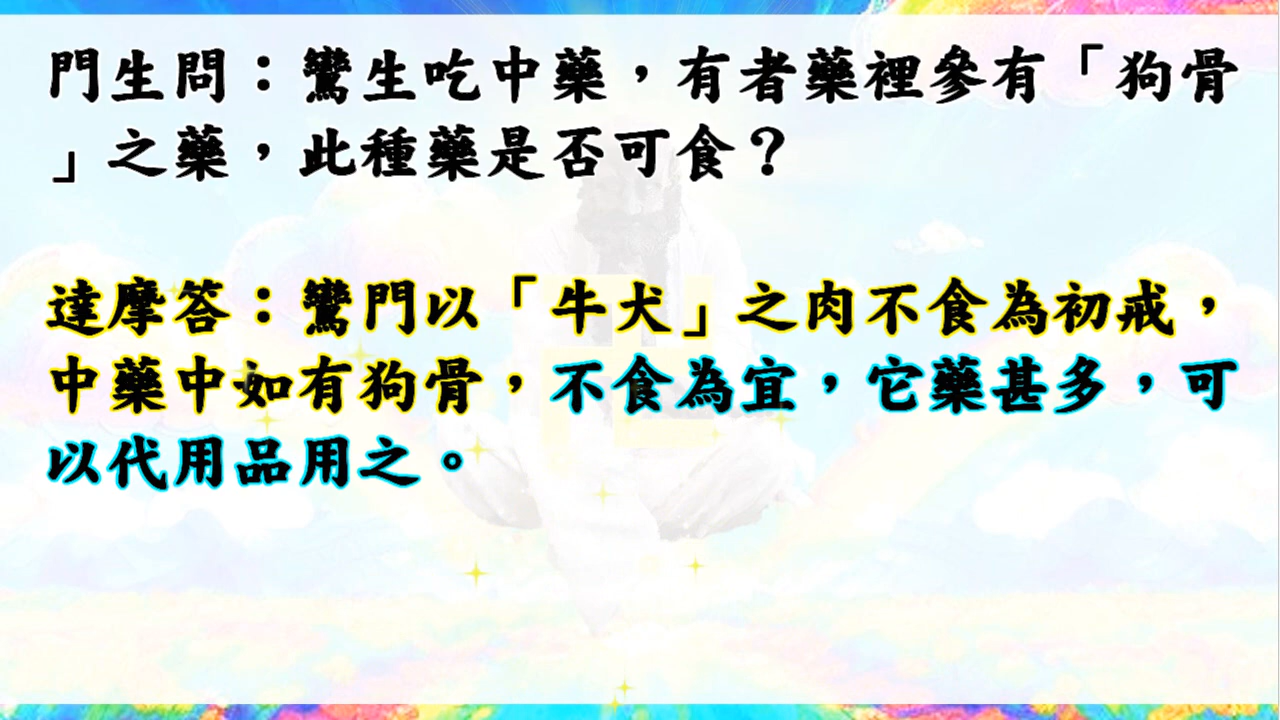 門生問：鸞生吃中藥，有者藥裡參有「狗骨
」之藥，此種藥是否可食？
達摩答：鸞門以「牛犬」之肉不食為初戒，
中藥中如有狗骨，不食為宜，它藥甚多，可
以代用品用之。